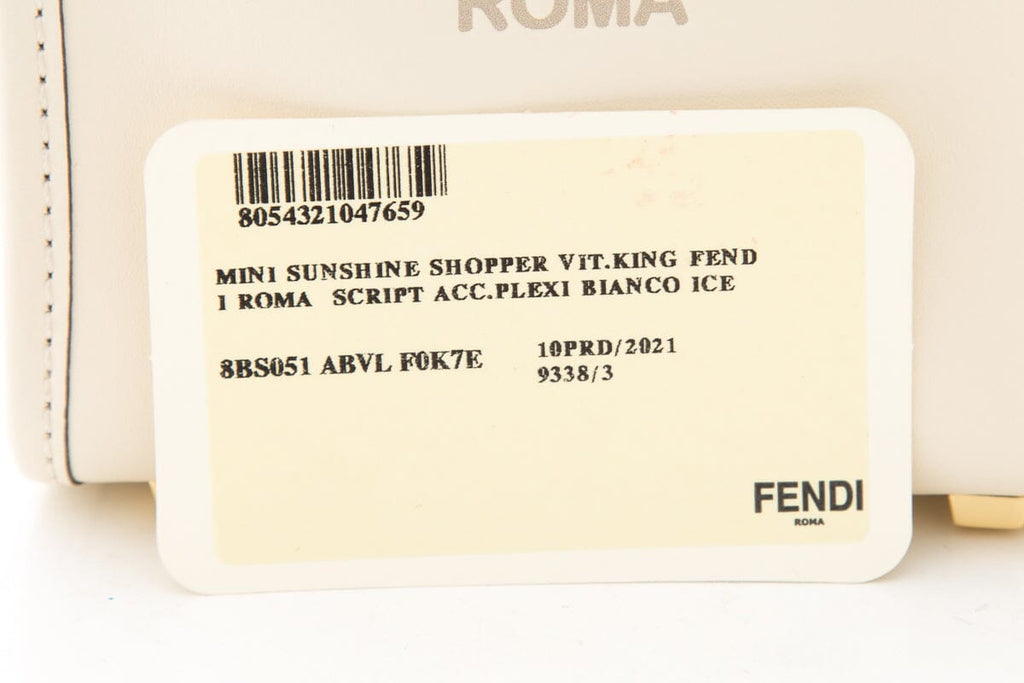 ROMA
8054321047659
MINI SUNSHINE SHOPPER VIT.KING FEND
I ROMA SCRIPT ACC.PLEXI BIANCO ICE
8BS051 ABVL F0K7E
10PRD/2021
9338/3
FENDI
ROMA